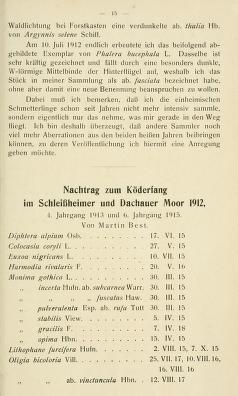 — 15 —
Waldlichtung bei Forstkasten eine verdunkelte ab. thalia Hb.
von Argynnis selene Schiff.
Am 10. Juli 1912 endlich erbeutete ich das beifolgend ab-
gebildete Exemplar von Phalera bucephala L. Dasselbe ist
sehr kräftig gezeichnet und fällt durch eine besonders dunkle,
W-förmige Mittelbinde der Hinterflügel auf, weshalb ich das
Stück in meiner Sammlung als ab. fasciata bezeichnet habe,
ohne aber damit eine neue Benennung beanspruchen zu wollen.
Dabei muß ich bemerken, daß ich die einheimischen
Schmetterlinge schon seit Jahren nicht mehr intensiv sammle,
sondern eigentlich nur das nehme, was mir gerade in den Weg
fliegt. Ich bin deshalb überzeugt, daß andere Sammler noch
viel mehr Aberrationen aus den beiden heißen Jahren beibringen
können, zu deren Veröffentlichung ich hiermit eine Anregung
geben möchte.
Nachtrag zum Köderfang
im Schleißheimer und Dachauer Moor 1912,
4. Jahrgang 1913 und 6. Jahrgang 1915.
Von Martin Best.
Diphtera alpium Osb. . . . . . . 17. VI. 15
Colocasia coryli L. . . . . . . 27. V. 15
Euxoa nigricans L. . . . . . . 10. VII. 15
Harmodia rivularis F. . . . . . . 20. V. 16
Monima gothica L. . . . . . . 30. III. 15
„ incerta Hufn. ab. subcarnea Warr. 30. III. 15
„ „ „ fuscatus Haw. 30. III. 15
„ pulverulenta Esp. ab. rufa Tutt 30. III. 15
„ stabilis View. . . . . . 30. IV. 15
„ gracilis F. . . . . . . 7. IV. 18
„ opima Hbn. . . . . . . 15. IV. 15
Lithophane furcifera Hufn. . . . . 2. VIII. 15, 7. X. 15
Oligia bicoloria Vill. . . . . . 25. VII. 17, 10. VIII. 16,
16. VIII. 16
„ „ ab. vinctuncula Hbn. . 12. VIII. 17